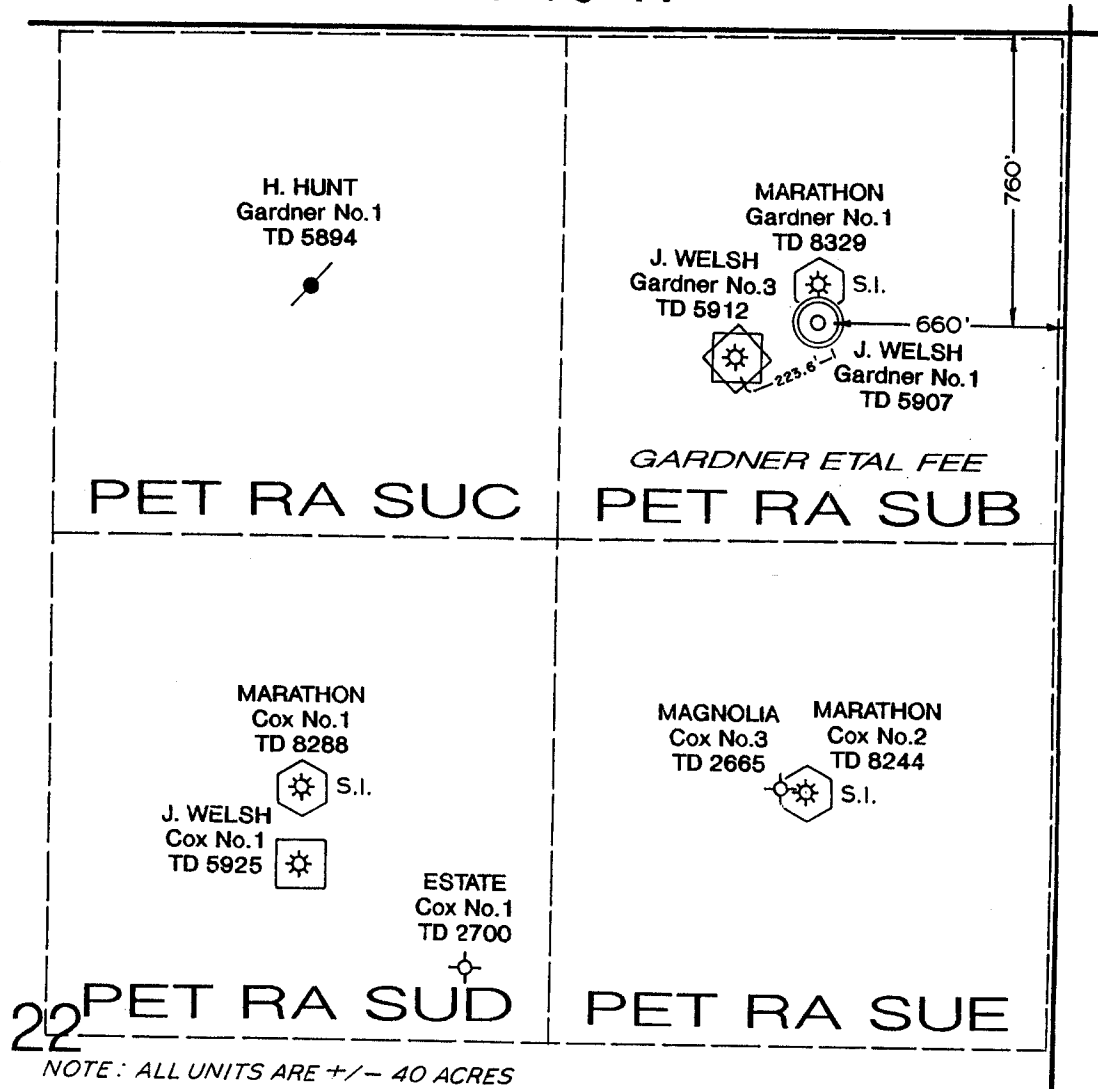 H. HUNT
Gardner No.1
TD 5894
MARATHON
Gardner No.1
TD 8329
S.I.
J. WELSH
Gardner No.3
TD 5912
760'
660'
223.6'
J. WELSH
Gardner No.1
TD 5907
GARDNER ETAL FEE
PET RA SUC
PET RA SUB
MARATHON
Cox No.1
TD 8288
S.I.
J. WELSH
Cox No.1
TD 5925
ESTATE
Cox No.1
TD 2700
MAGNOLIA
Cox No.3
TD 2665
MARATHON
Cox No.2
TD 8244
S.I.
22
PET RA SUD
PET RA SUE
NOTE: ALL UNITS ARE +/- 40 ACRES